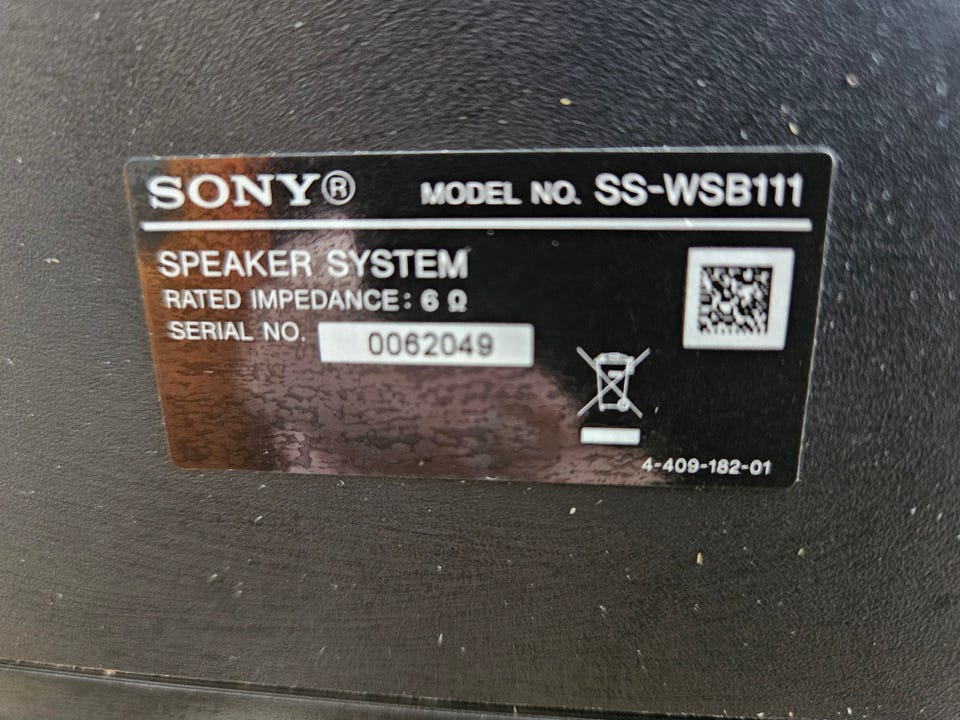 SONY® MODEL NO. SS-WSB111
SPEAKER SYSTEM
RATED IMPEDANCE: 6 Ω
SERIAL NO. 0062049
4-409-182-01